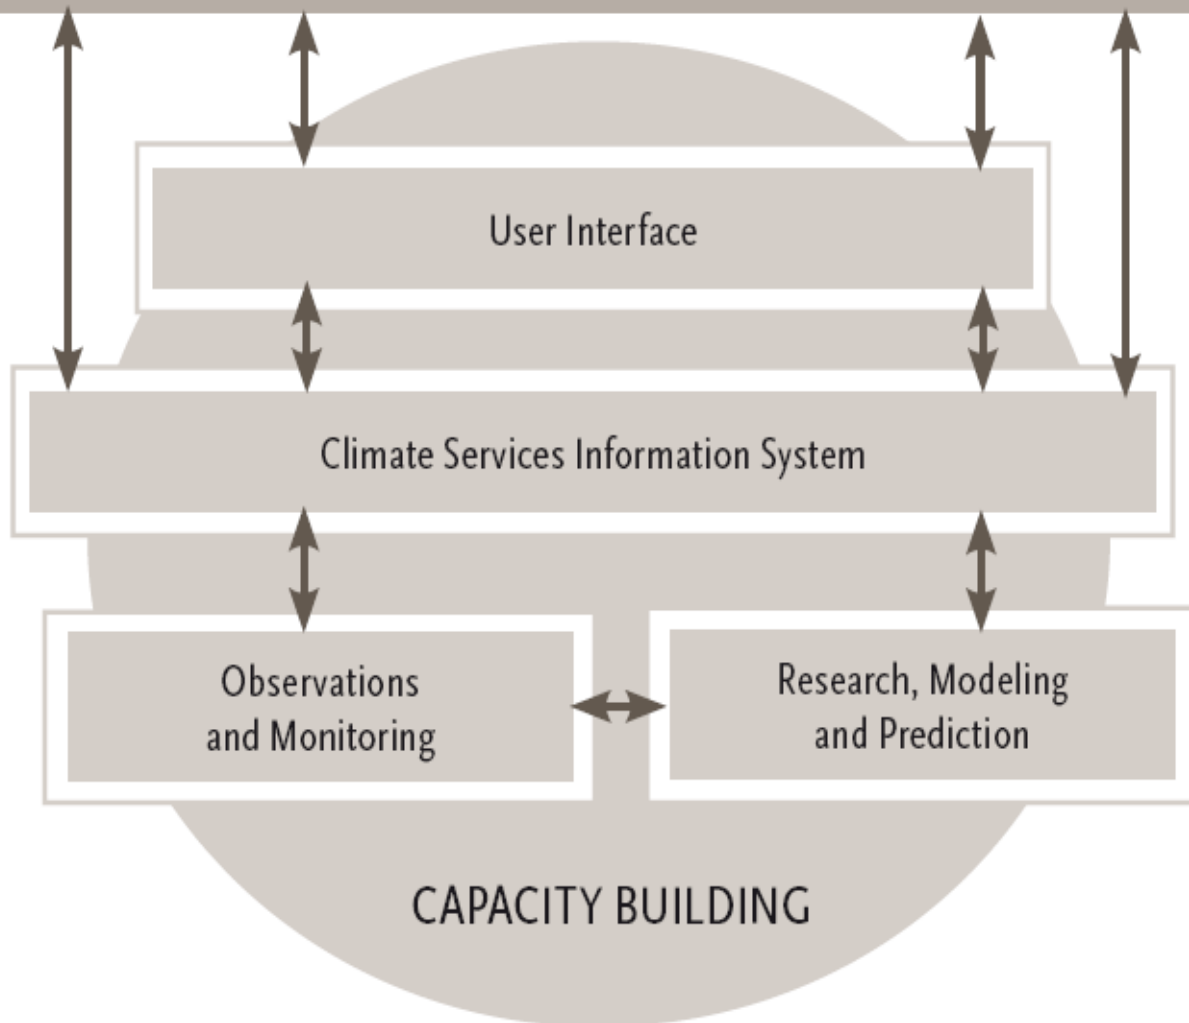 User Interface
Climate Services Information System
Observations
and Monitoring
Research, Modeling
and Prediction
CAPACITY BUILDING